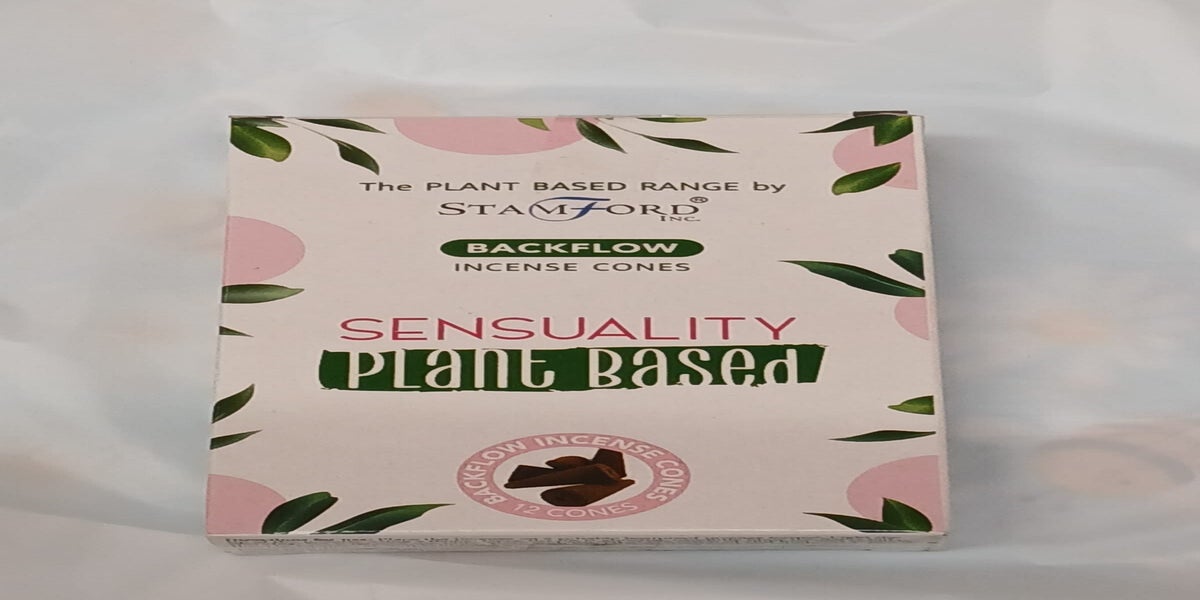 The PLANT BASED RANGE by
STAMFORD®
INC.
BACKFLOW
INCENSE CONES
SENSUALITY
PLANT BASED
BACKFLOW INCENSE CONES
12 CONES